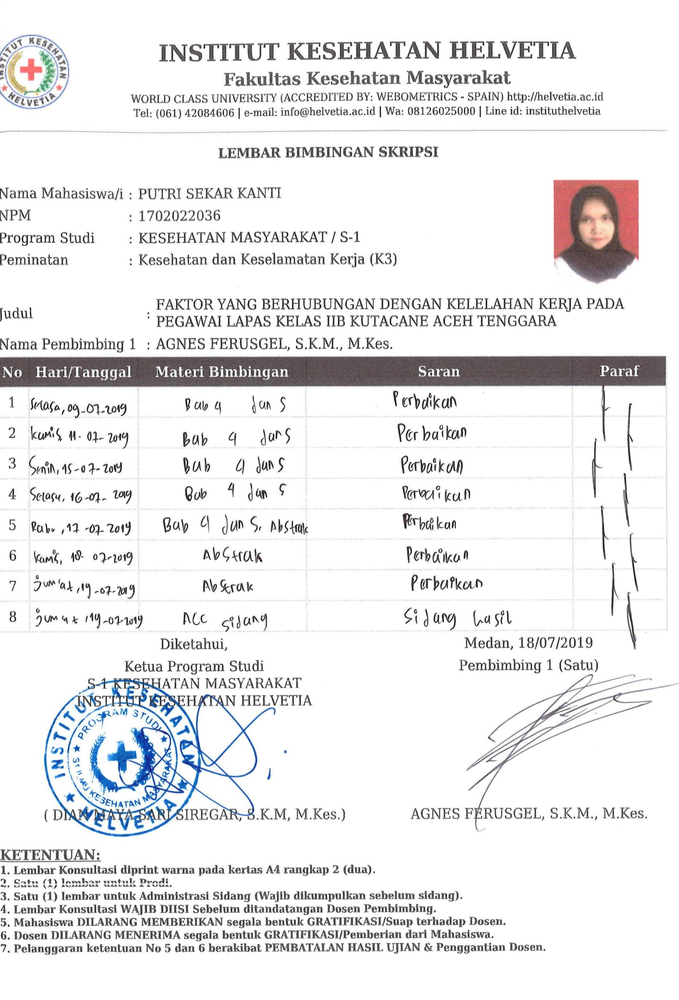 INSTITUT KESEHATAN HELVETIA
INSTITUT KESEHATAN HELVETIA
Fakultas Kesehatan Masyarakat
WORLD CLASS UNIVERSITY (ACCREDITED BY: WEBOMETRICS - SPAIN) http://helvetia.ac.id
Tel: (061) 42084606 | e-mail: info@helvetia.ac.id | Wa: 08126025000 | Line id: instituthelvetia
LEMBAR BIMBINGAN SKRIPSI
Nama Mahasiswa/i : PUTRI SEKAR KANTI
NPM : 1702022036
Program Studi : KESEHATAN MASYARAKAT / S-1
Peminatan : Kesehatan dan Keselamatan Kerja (K3)
Judul : FAKTOR YANG BERHUBUNGAN DENGAN KELELAHAN KERJA PADA
PEGAWAI LAPAS KELAS IIB KUTACANE ACEH TENGGARA
Nama Pembimbing 1 : AGNES FERUSGEL, S.K.M., M.Kes.
No Hari/Tanggal Materi Bimbingan Saran Paraf
1 Selasa, 09-07-2019 Bab 4 dan 5 Perbaikan
2 Kamis, 11-07-2019 Bab 4 dan 5 Perbaikan
3 Senin, 15-07-2019 Bab 4 dan 5 Perbaikan
4 Selasa, 16-07-2019 Bab 4 dan 5 Perbaikan
5 Rabu, 17-07-2019 Bab 4 dan 5, Abstrak Perbaikan
6 Kamis, 18-07-2019 Abstrak Perbaikan
7 Jum'at, 19-07-2019 Abstrak Perbaikan
8 Jum'at, 19-07-2019 ACC Sidang Sidang hasil
Diketahui,
Ketua Program Studi
S-1 KESEHATAN MASYARAKAT
INSTITUT KESEHATAN HELVETIA
Medan, 18/07/2019
Pembimbing 1 (Satu)
INSTITUT KESEHATAN HELVETIA
PROGRAM STUDI
S1 ILMU KESEHATAN MASYARAKAT
( DIAN MAYA SARI SIREGAR, S.K.M, M.Kes.)
AGNES FERUSGEL, S.K.M., M.Kes.
KETENTUAN:
1. Lembar Konsultasi diprint warna pada kertas A4 rangkap 2 (dua).
2. Satu (1) lembar untuk Prodi.
3. Satu (1) lembar untuk Administrasi Sidang (Wajib dikumpulkan sebelum sidang).
4. Lembar Konsultasi WAJIB DIISI Sebelum ditandatangan Dosen Pembimbing.
5. Mahasiswa DILARANG MEMBERIKAN segala bentuk GRATIFIKASI/Suap terhadap Dosen.
6. Dosen DILARANG MENERIMA segala bentuk GRATIFIKASI/Pemberian dari Mahasiswa.
7. Pelanggaran ketentuan No 5 dan 6 berakibat PEMBATALAN HASIL UJIAN & Penggantian Dosen.